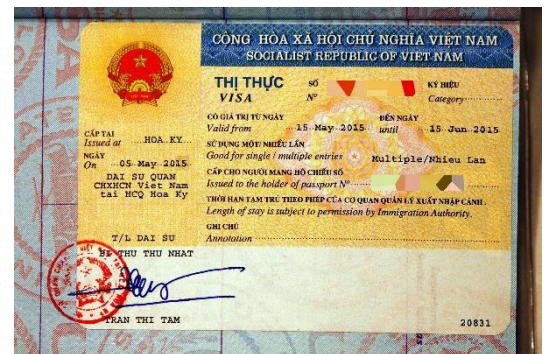 CỘNG HÒA XÃ HỘI CHỦ NGHĨA VIỆT NAM
SOCIALIST REPUBLIC OF VIET NAM
THỊ THỰC SỐ KÝ HIỆU
VISA Nº Category
CÓ GIÁ TRỊ TỪ NGÀY ĐẾN NGÀY
Valid from 15 May 2015 until 15 Jun 2015
CẤP TẠI
Issued at HOA KY
NGÀY
On 05 May 2015
DAI SU QUAN
CHXHCN Viet Nam
tai HCQ Hoa Ky
SỬ DỤNG MỘT/ NHIỀU LẦN
Good for single / multiple entries Multiple/Nhieu Lan
CẤP CHO NGƯỜI MANG HỘ CHIẾU SỐ
Issued to the holder of passport Nº
THỜI HẠN TẠM TRÚ THEO PHÉP CỦA CƠ QUAN QUẢN LÝ XUẤT NHẬP CẢNH .
Length of stay is subject to permission by Immigration Authority.
GHI CHÚ
Annotation
T/L DAI SU
THU NHAT
TRAN THI TAM
20831